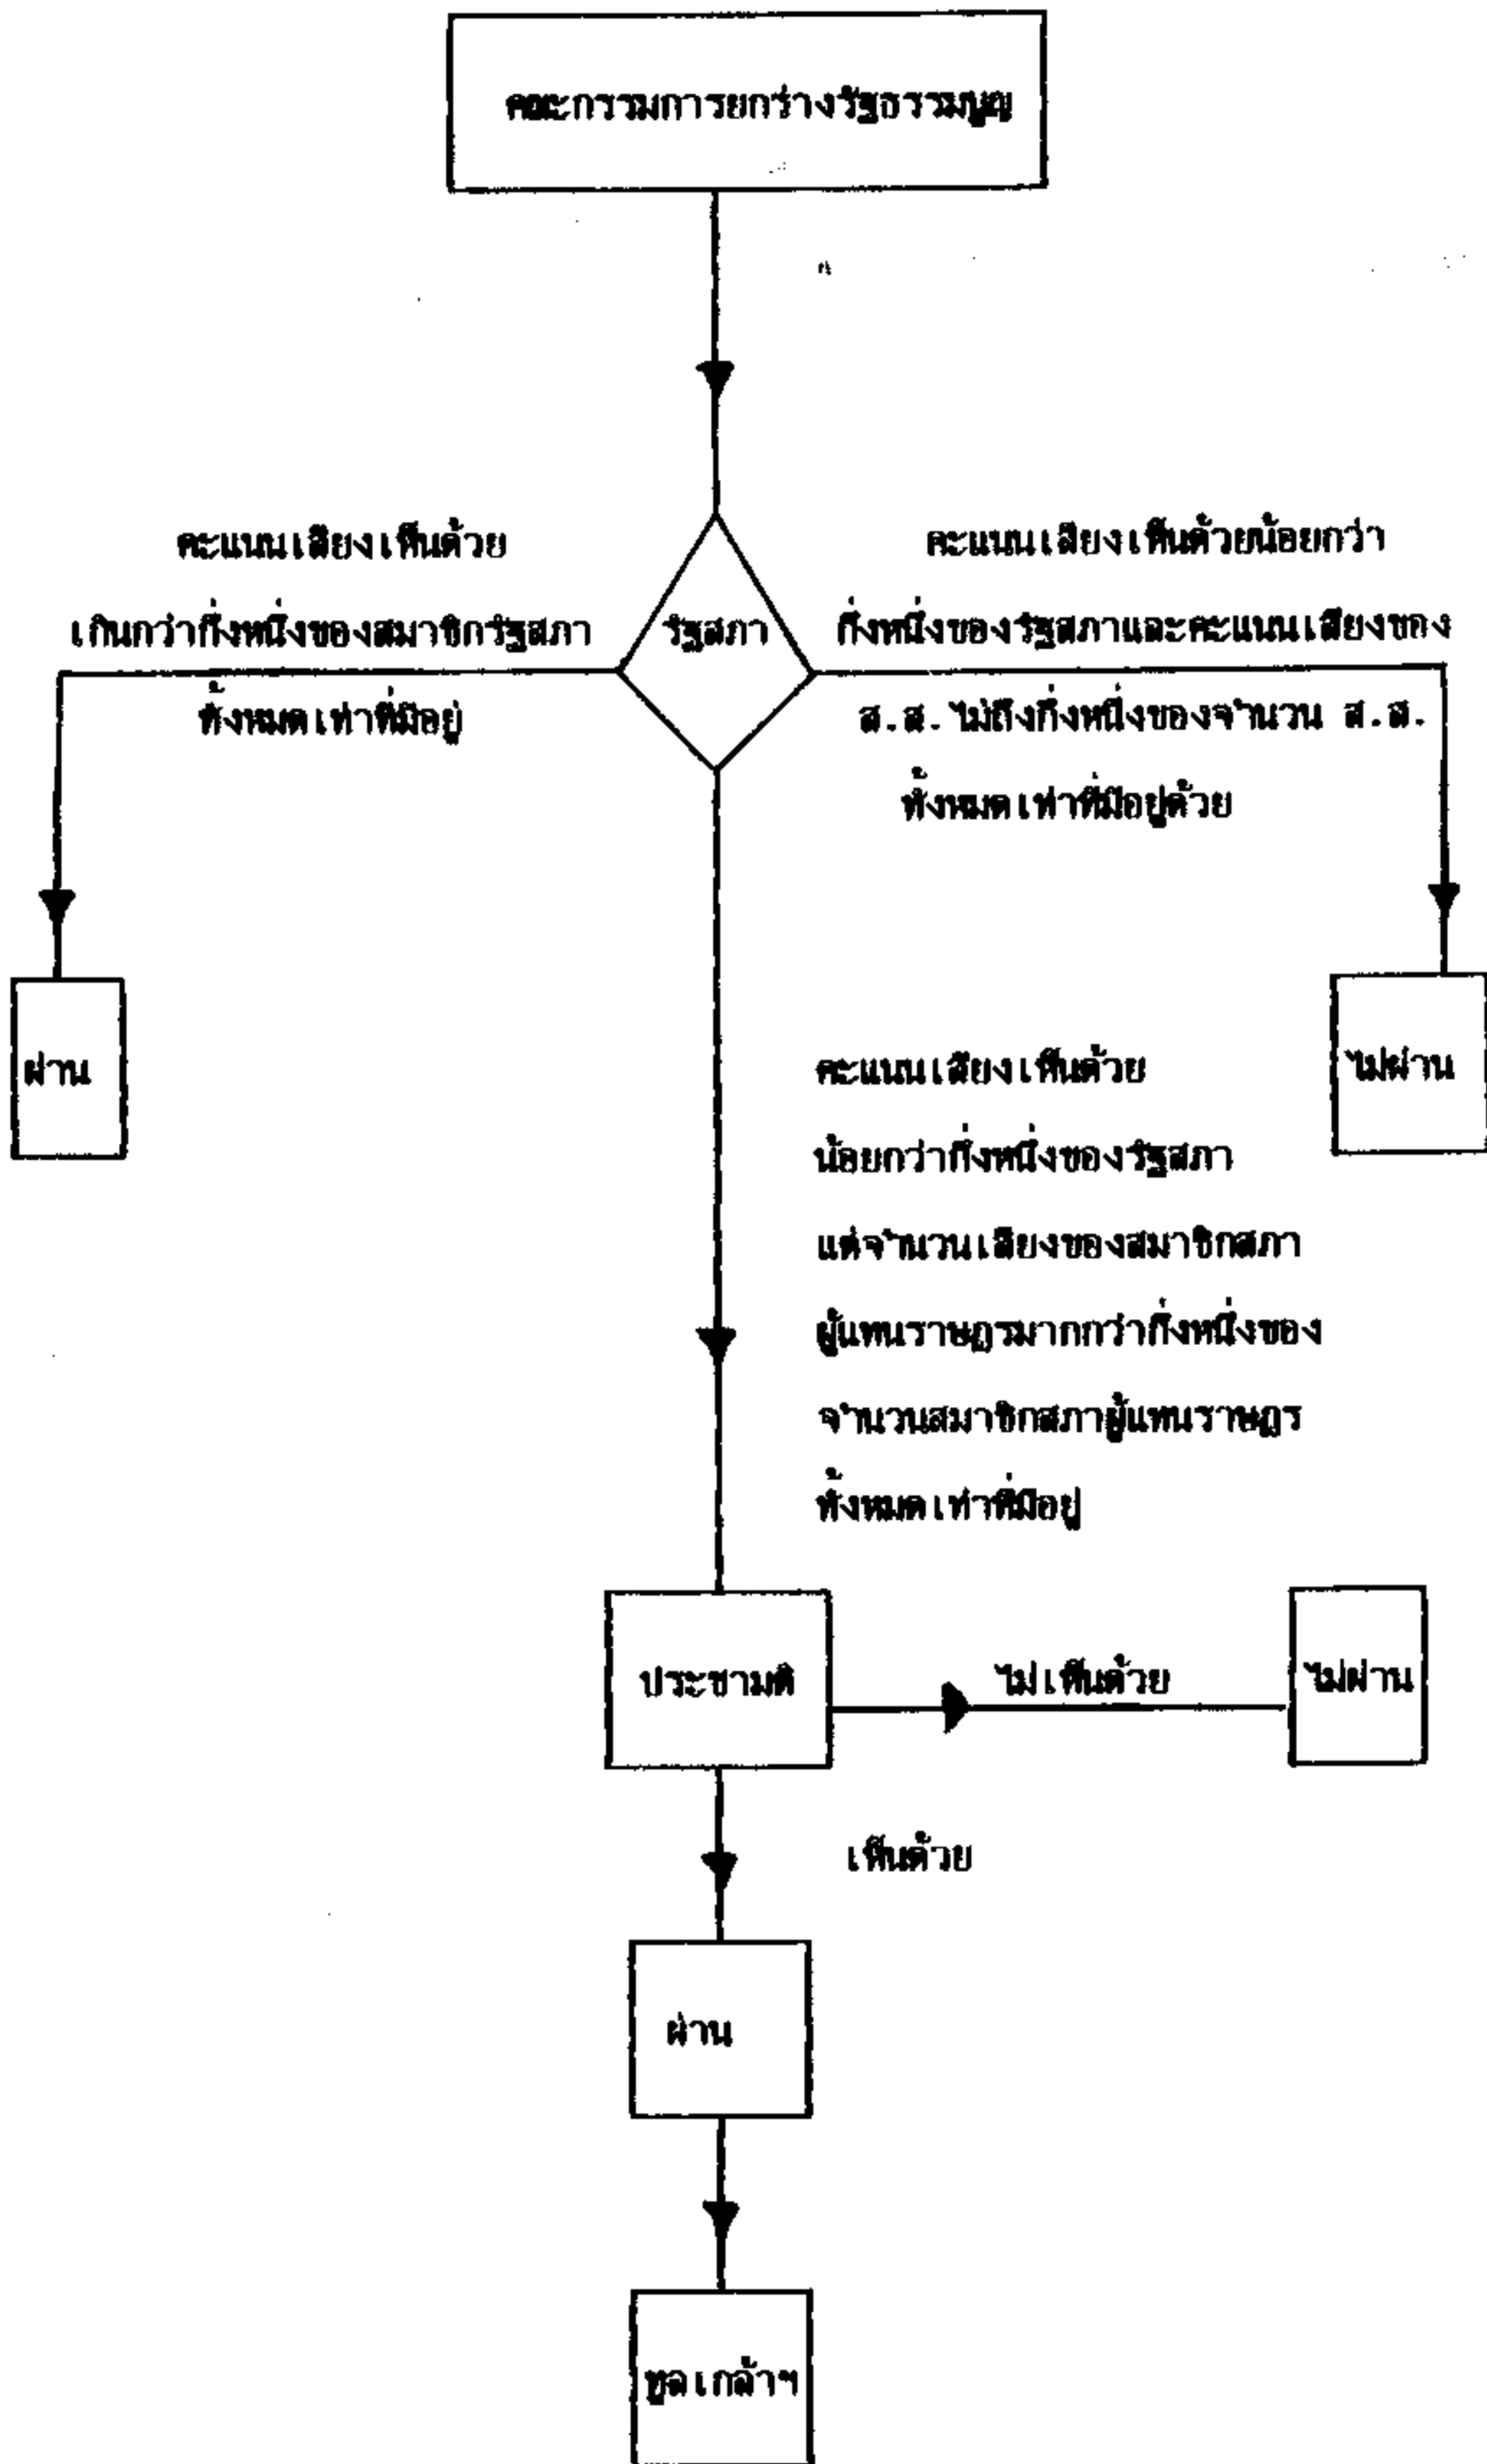 คณะกรรมการยกร่างรัฐธรรมนูญ
คะแนนเสียงเห็นด้วย
เกินกว่ากึ่งหนึ่งของสมาชิกรัฐสภา
ทั้งหมดเท่าที่มีอยู่
รัฐสภา
คะแนนเสียงเห็นด้วยน้อยกว่า
กึ่งหนึ่งของรัฐสภาและคะแนนเสียงของ
ส.ส. ไม่ถึงกึ่งหนึ่งของจำนวน ส.ส.
ทั้งหมดเท่าที่มีอยู่ด้วย
ผ่าน
ไม่ผ่าน
คะแนนเสียงเห็นด้วย
น้อยกว่ากึ่งหนึ่งของรัฐสภา
แต่จำนวนเสียงของสมาชิกสภา
ผู้แทนราษฎรมากกว่ากึ่งหนึ่งของ
จำนวนสมาชิกสภาผู้แทนราษฎร
ทั้งหมดเท่าที่มีอยู่
ประชามติ
ไม่เห็นด้วย
ไม่ผ่าน
เห็นด้วย
ผ่าน
ทูลเกล้าฯ